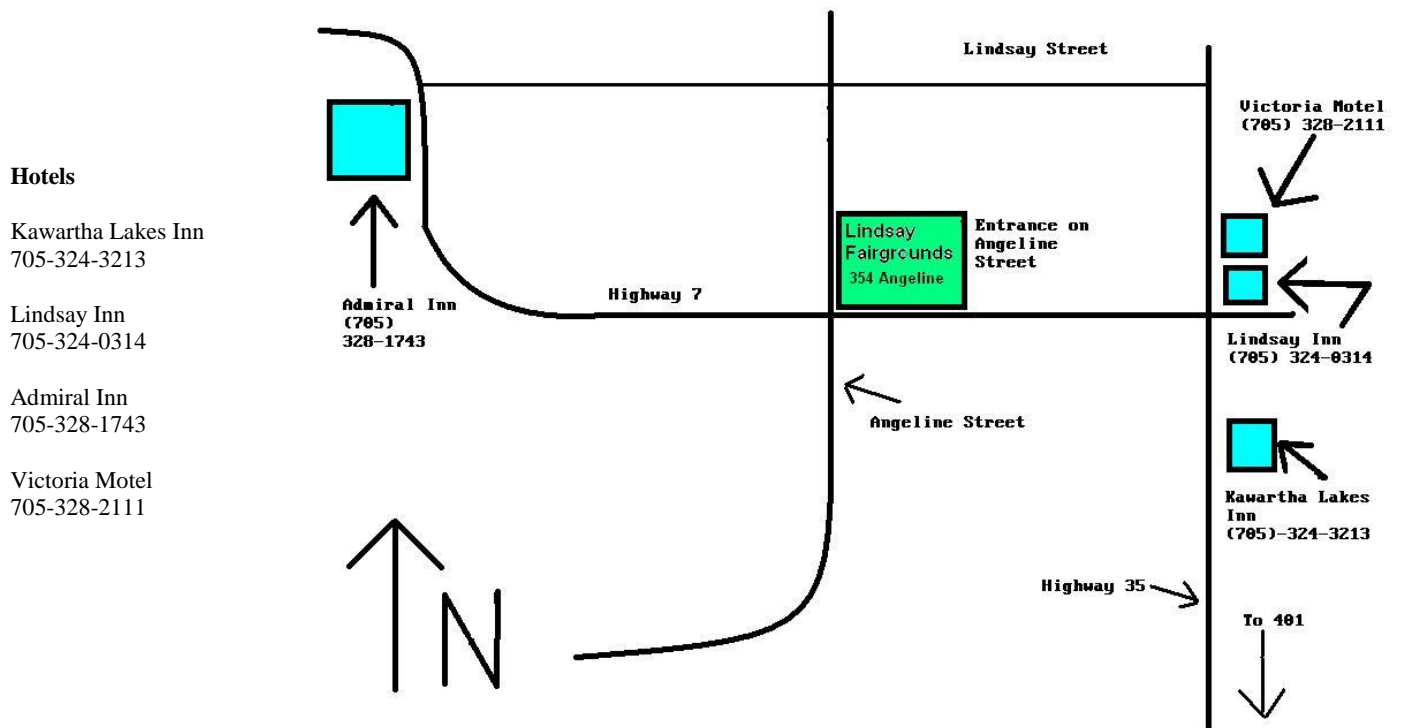 Hotels
Kawartha Lakes Inn
705-324-3213
Lindsay Inn
705-324-0314
Admiral Inn
705-328-1743
Victoria Motel
705-328-2111
Lindsay Street
Victoria Motel
(705) 328-2111
Lindsay
Fairgrounds
354 Angeline
Entrance on
Angeline
Street
Highway 7
Admiral Inn
(705)
328-1743
Lindsay Inn
(705) 324-0314
Angeline Street
Kawartha Lakes
Inn
(705)-324-3213
Highway 35
To 401
N